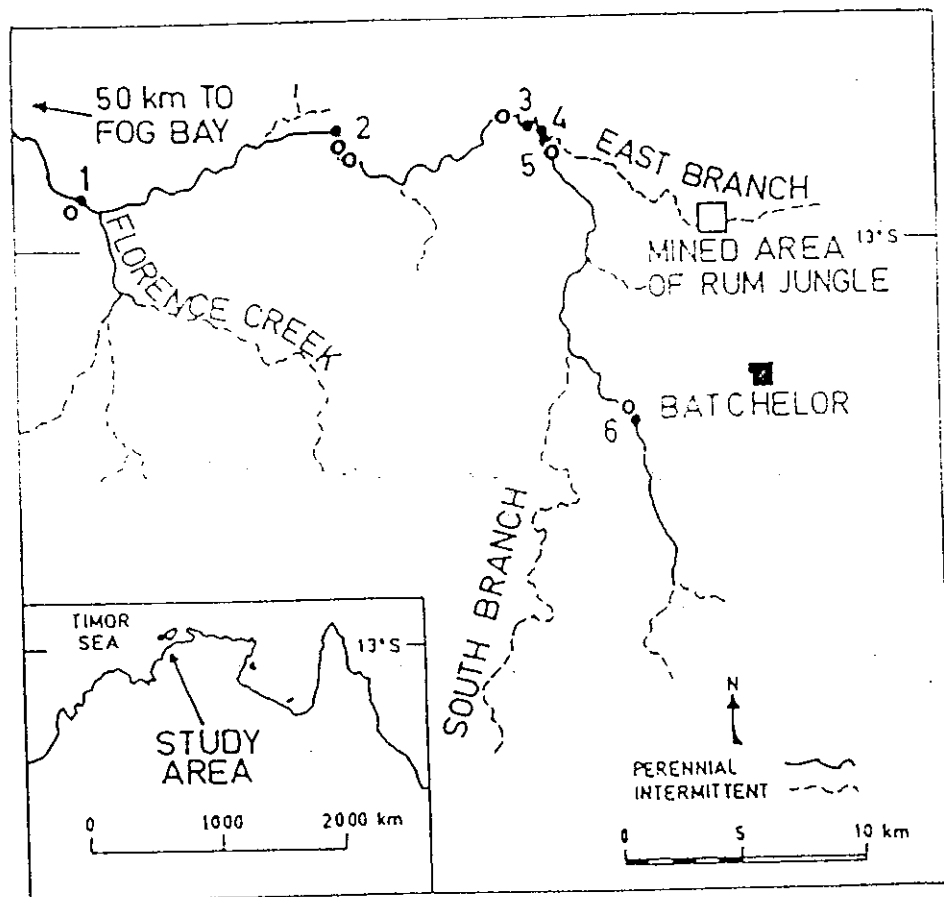 50 km TO
FOG BAY
1
2
3
4
5
EAST BRANCH
13°S
MINED AREA
OF RUM JUNGLE
FLORENCE CREEK
BATCHELOR
6
SOUTH BRANCH
TIMOR
SEA
13°S
STUDY
AREA
0 1000 2000 km
N
PERENNIAL
INTERMITTENT
0 5 10 km